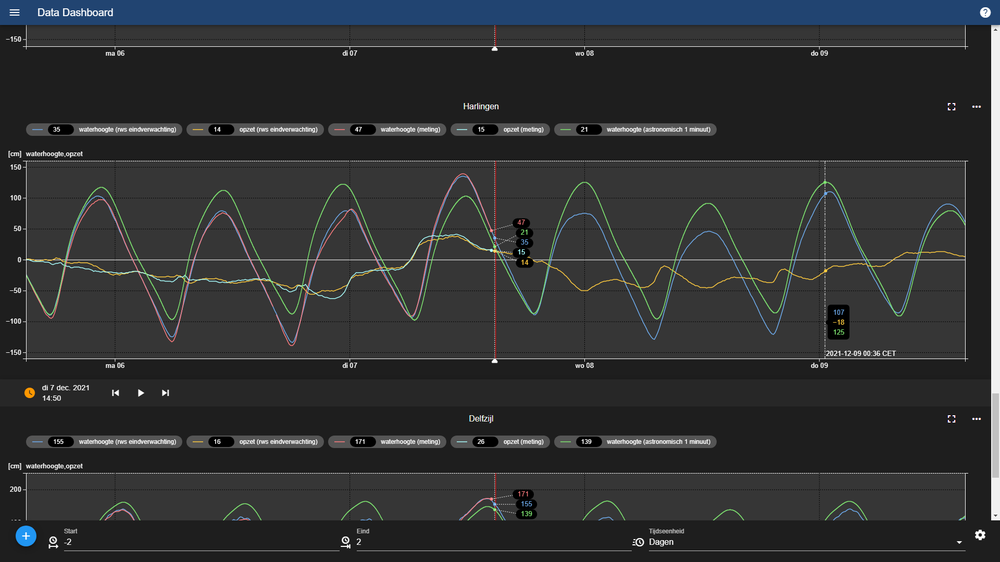 Data Dashboard
−150
ma 06 di 07 wo 08 do 09
Harlingen
35 waterhoogte (rws eindverwachting) 14 opzet (rws eindverwachting) 47 waterhoogte (meting) 15 opzet (meting) 21 waterhoogte (astronomisch 1 minuut)
[cm] waterhoogte,opzet
150
100
50
0
−50
−100
−150
47
21
35
15
14
107
−18
125
2021-12-09 00:36 CET
ma 06 di 07 wo 08 do 09
di 7 dec. 2021
14:50
Delfzijl
155 waterhoogte (rws eindverwachting) 16 opzet (rws eindverwachting) 171 waterhoogte (meting) 26 opzet (meting) 139 waterhoogte (astronomisch 1 minuut)
[cm] waterhoogte,opzet
200
171
155
139
Start Eind Tijdseenheid
-2 2 Dagen